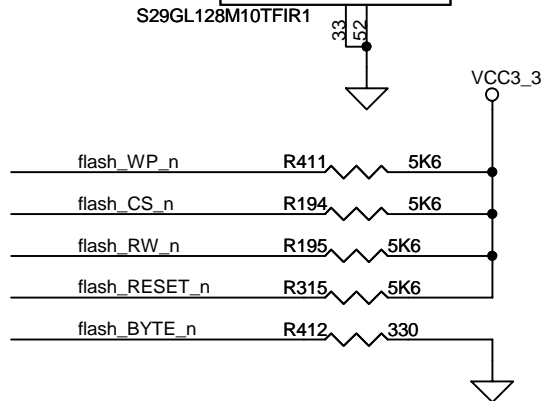 S29GL128M10TFIR1
33
52
VCC3_3
flash_WP_n R411 5K6
flash_CS_n R194 5K6
flash_RW_n R195 5K6
flash_RESET_n R315 5K6
flash_BYTE_n R412 330